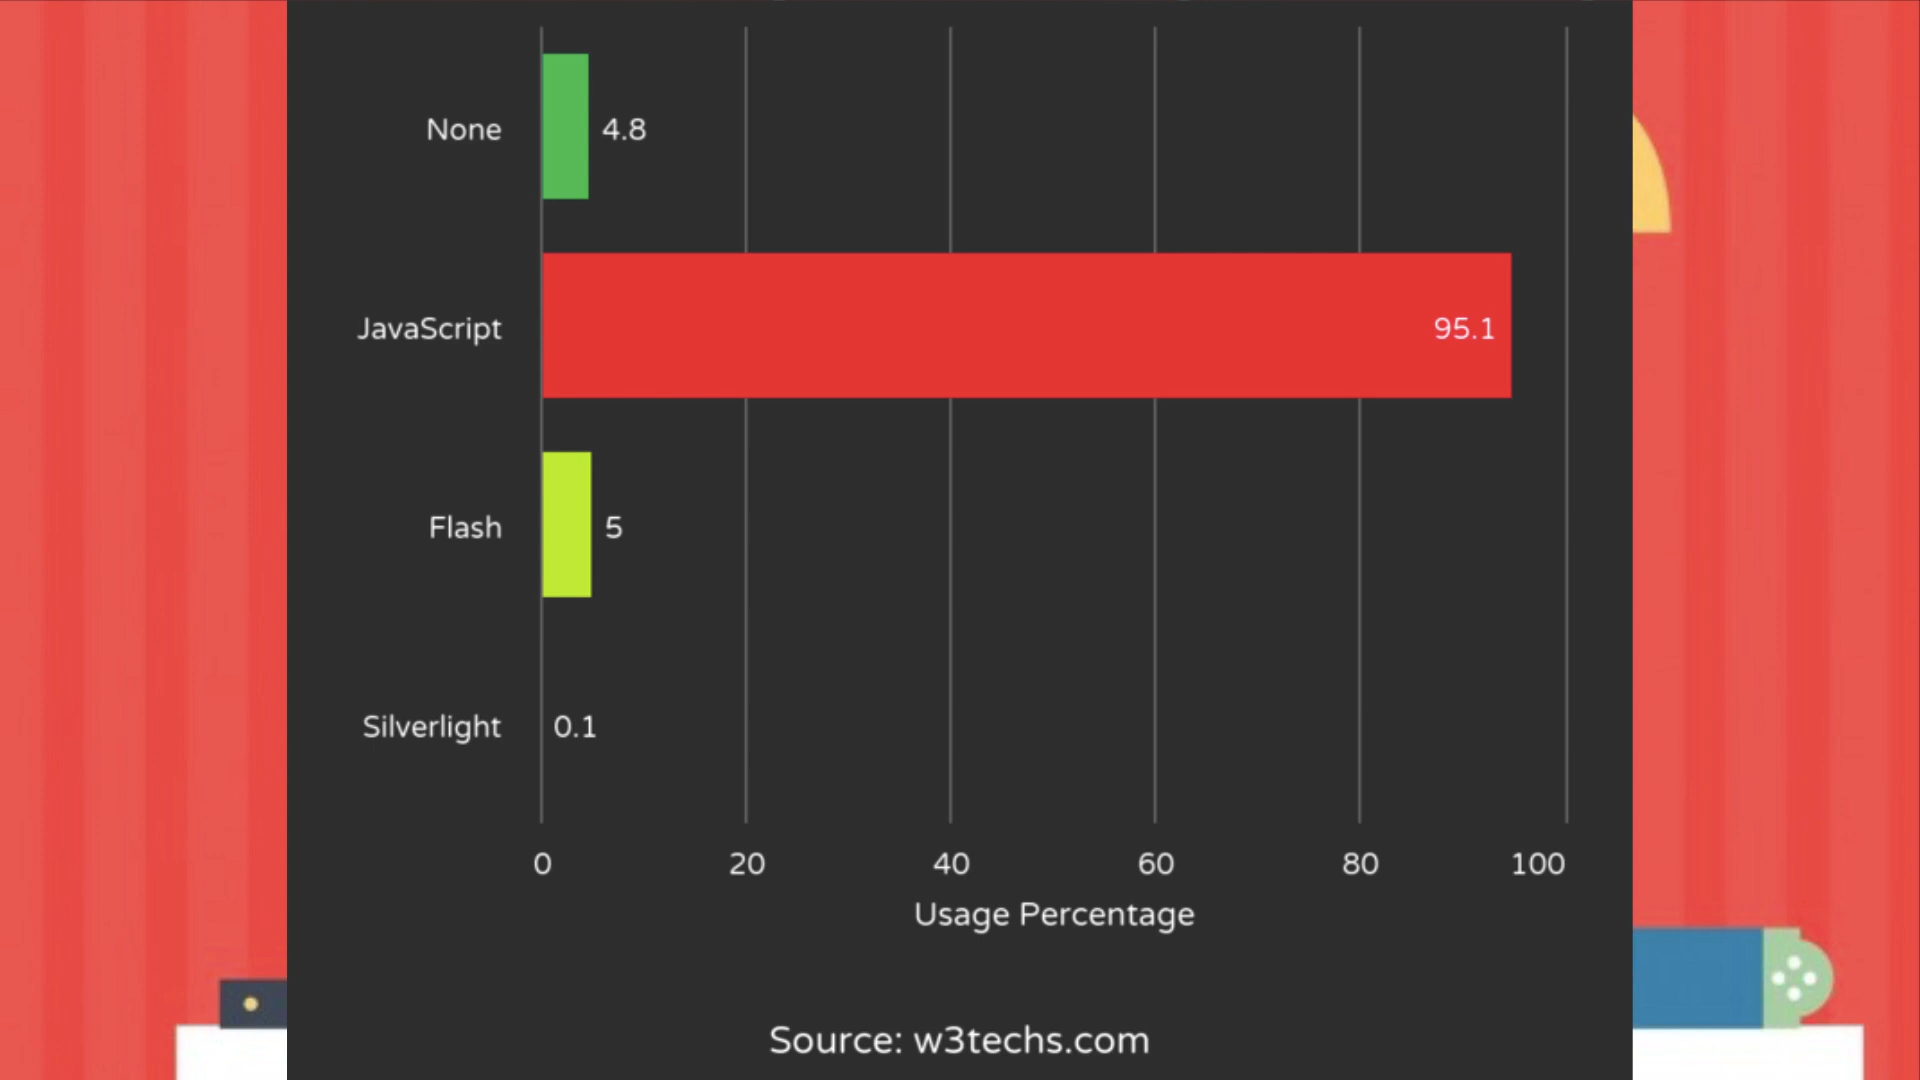 None 4.8
JavaScript 95.1
Flash 5
Silverlight 0.1
0 20 40 60 80 100
Usage Percentage
Source: w3techs.com